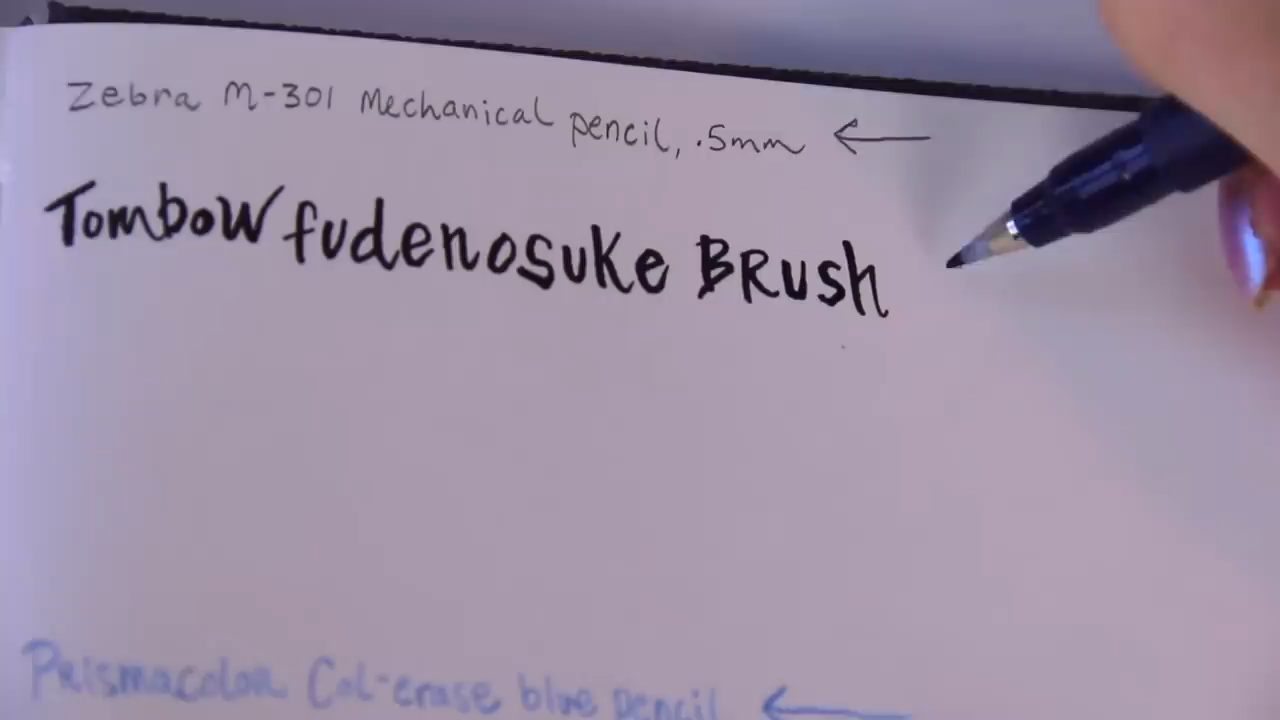 Zebra M-301 Mechanical pencil, .5mm ←
Tombow fudenosuke BRush
Prismacolor Col-erase blue pencil ←